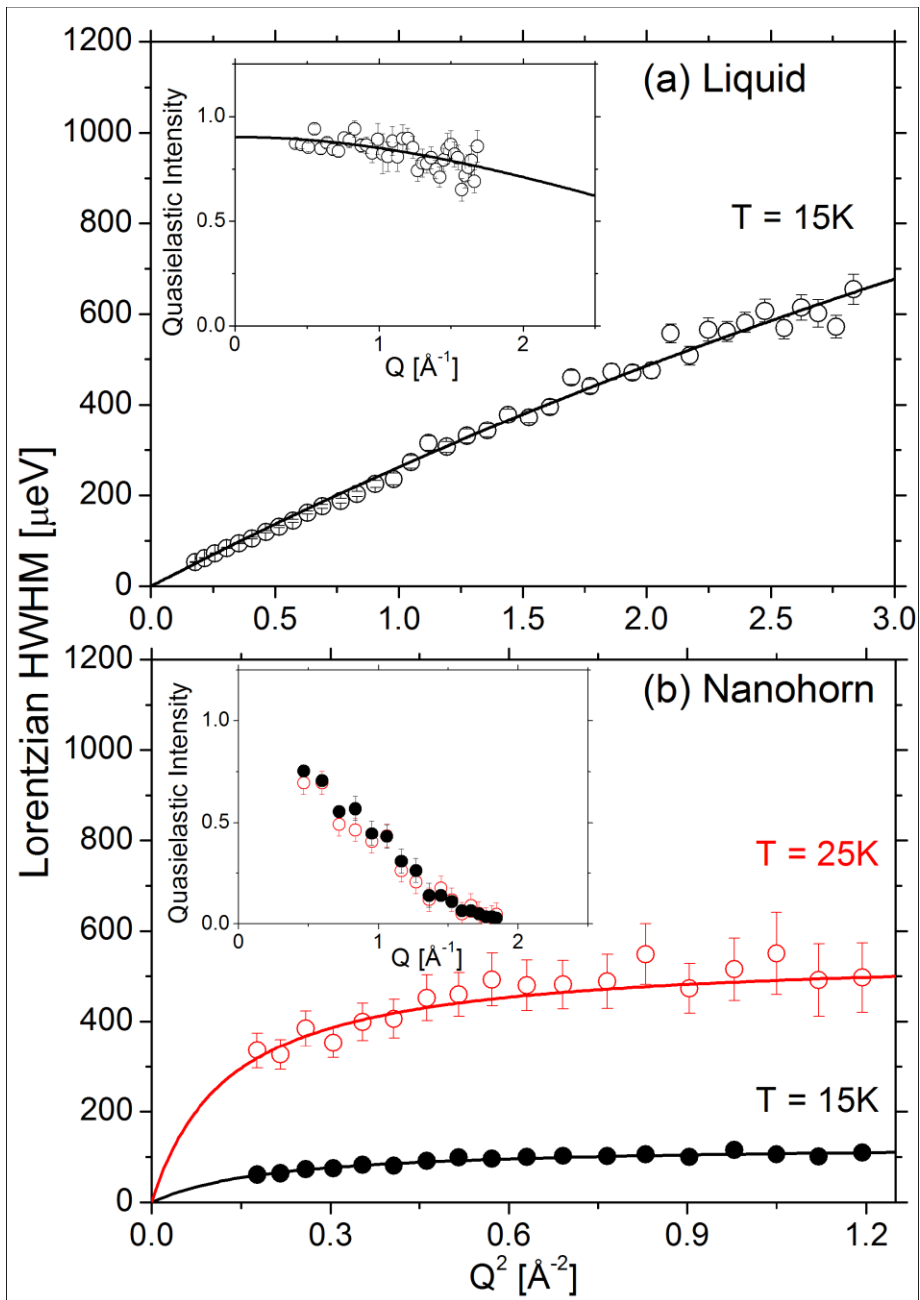 Lorentzian HWHM [μeV]
(a) Liquid
T = 15K
1200
1000
800
600
400
200
0
0.0 0.5 1.0 1.5 2.0 2.5 3.0
Quasielastic Intensity
1.0
0.5
0.0
0 1 2
Q [Å⁻¹]
(b) Nanohorn
T = 25K
T = 15K
1200
1000
800
600
400
200
0
0.0 0.3 0.6 0.9 1.2
Q² [Å⁻²]
Quasielastic Intensity
1.0
0.5
0.0
0 1 2
Q [Å⁻¹]